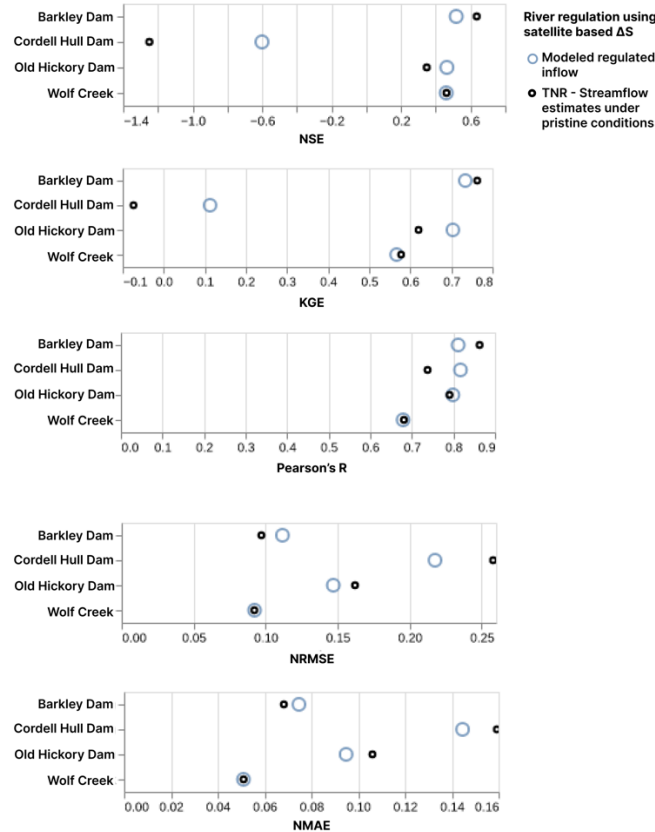 Barkley Dam
Cordell Hull Dam
Old Hickory Dam
Wolf Creek
−1.4 −1.0 −0.6 0.2 0.6
NSE
River regulation using
satellite based ΔS
Modeled regulated
inflow
TNR - Streamflow
estimates under
pristine conditions
Barkley Dam
Cordell Hull Dam
Old Hickory Dam
Wolf Creek
−0.1 0.0 0.1 0.2 0.3 0.4 0.5 0.6 0.7 0.8
KGE
Barkley Dam
Cordell Hull Dam
Old Hickory Dam
Wolf Creek
0.0 0.1 0.2 0.3 0.4 0.5 0.6 0.7 0.8 0.9
Pearson's R
Barkley Dam
Cordell Hull Dam
Old Hickory Dam
Wolf Creek
0.00 0.05 0.10 0.15 0.20 0.25
NRMSE
Barkley Dam
Cordell Hull Dam
Old Hickory Dam
Wolf Creek
0.00 0.02 0.04 0.06 0.08 0.10 0.12 0.14 0.16
NMAE